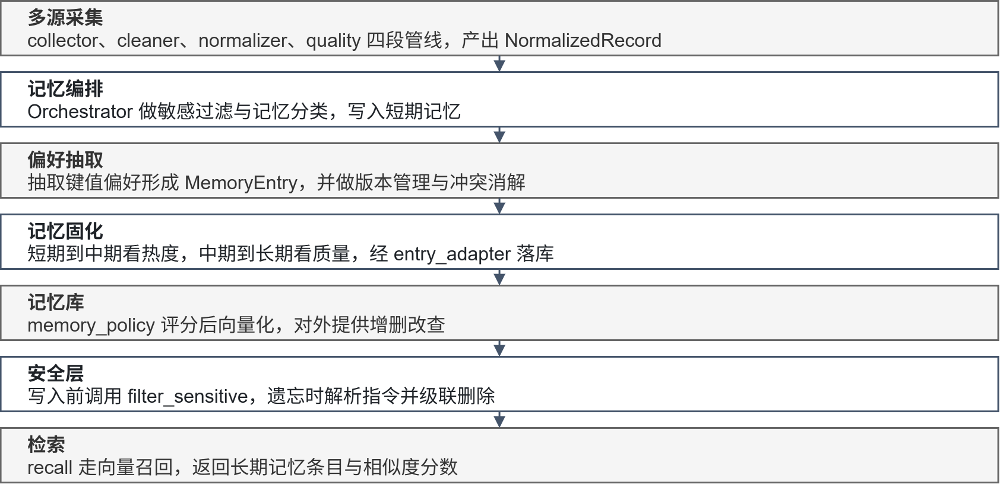 多源采集
collector、cleaner、normalizer、quality 四段管线，产出 NormalizedRecord
记忆编排
Orchestrator 做敏感过滤与记忆分类，写入短期记忆
偏好抽取
抽取键值偏好形成 MemoryEntry，并做版本管理与冲突消解
记忆固化
短期到中期看热度，中期到长期看质量，经 entry_adapter 落库
记忆库
memory_policy 评分后向量化，对外提供增删改查
安全层
写入前调用 filter_sensitive，遗忘时解析指令并级联删除
检索
recall 走向量召回，返回长期记忆条目与相似度分数